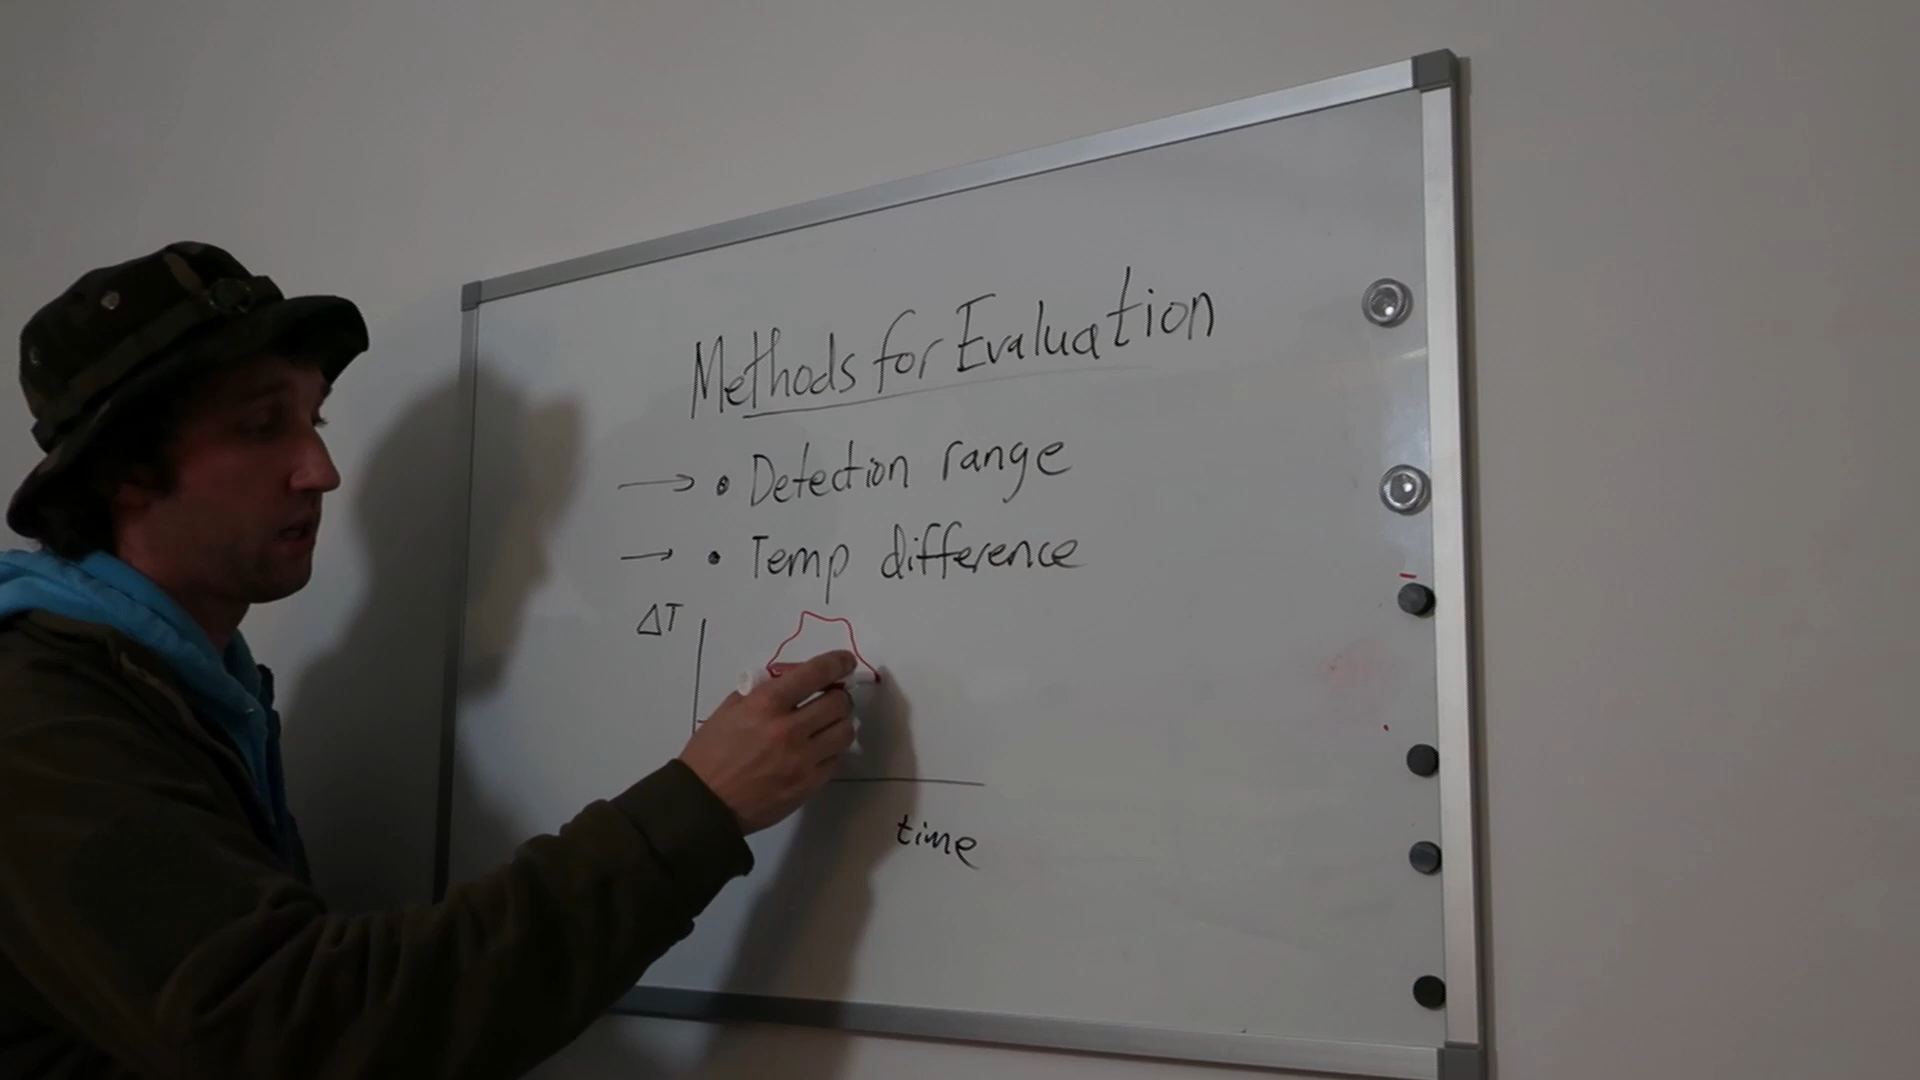 Methods for Evaluation
→ • Detection range
→ • Temp difference
ΔT
time